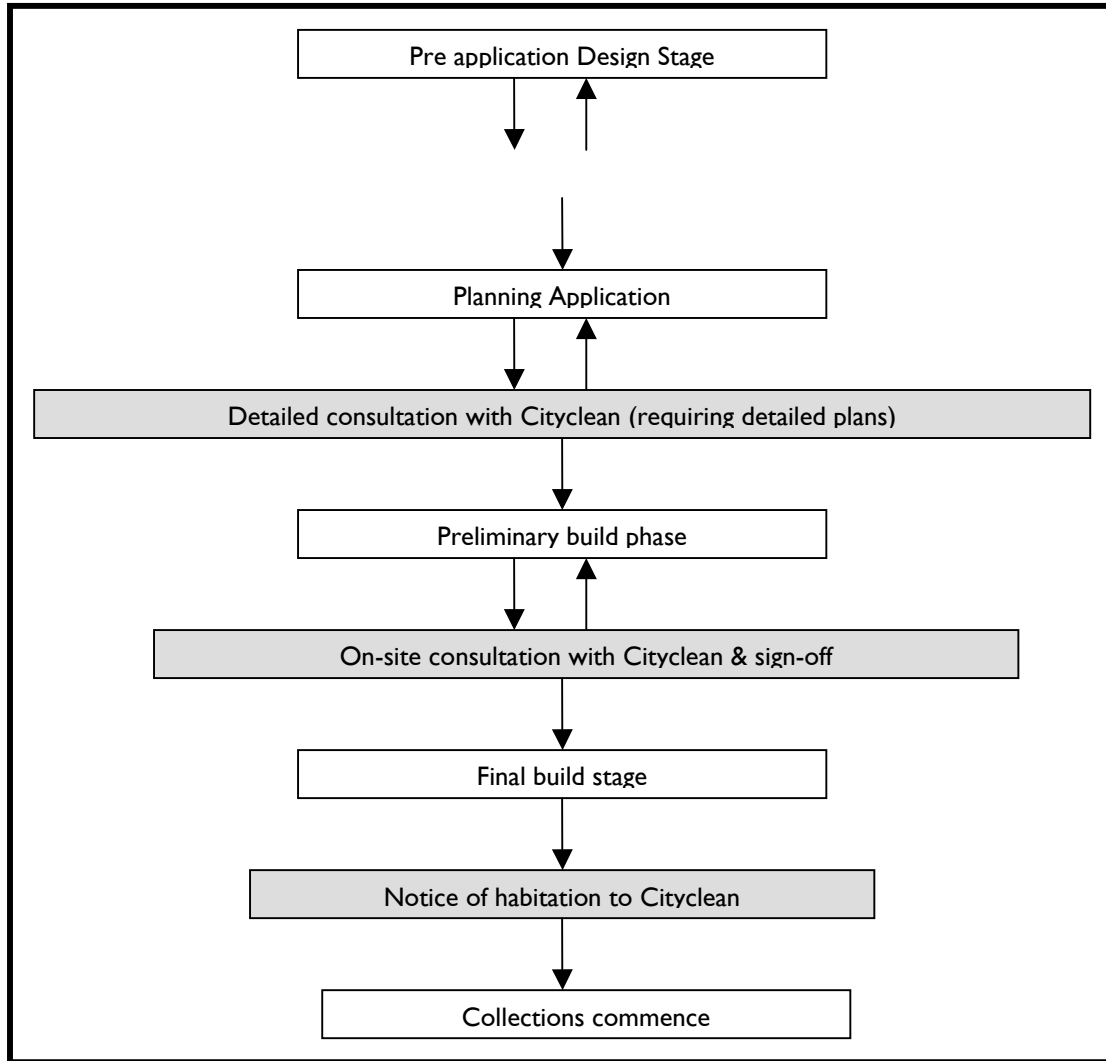 Pre application Design Stage
Planning Application
Detailed consultation with Cityclean (requiring detailed plans)
Preliminary build phase
On-site consultation with Cityclean & sign-off
Final build stage
Notice of habitation to Cityclean
Collections commence